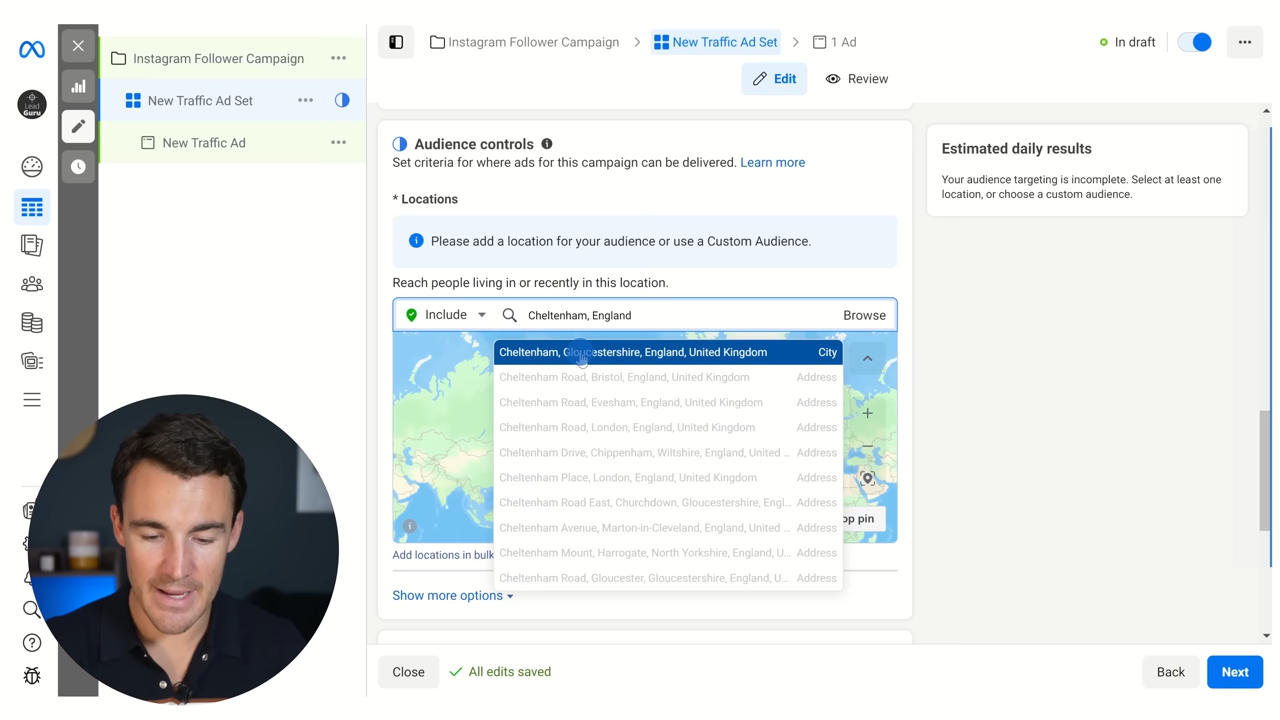 Instagram Follower Campaign
New Traffic Ad Set
New Traffic Ad
Lead
Guru
Instagram Follower Campaign > New Traffic Ad Set > 1 Ad
In draft
Edit
Review
Audience controls
Set criteria for where ads for this campaign can be delivered. Learn more
* Locations
Please add a location for your audience or use a Custom Audience.
Reach people living in or recently in this location.
Include
Cheltenham, England
Browse
Cheltenham, Gloucestershire, England, United Kingdom City
Cheltenham Road, Bristol, England, United Kingdom Address
Cheltenham Road, Evesham, England, United Kingdom Address
Cheltenham Road, London, England, United Kingdom Address
Cheltenham Drive, Chippenham, Wiltshire, England, United ... Address
Cheltenham Place, London, England, United Kingdom Address
Cheltenham Road East, Churchdown, Gloucestershire, Engl... Address
Cheltenham Avenue, Marton-in-Cleveland, England, United ... Address
Cheltenham Mount, Harrogate, North Yorkshire, England, U... Address
Cheltenham Road, Gloucester, Gloucestershire, England, U... Address
op pin
Add locations in bulk
Show more options
Estimated daily results
Your audience targeting is incomplete. Select at least one
location, or choose a custom audience.
Close
All edits saved
Back
Next